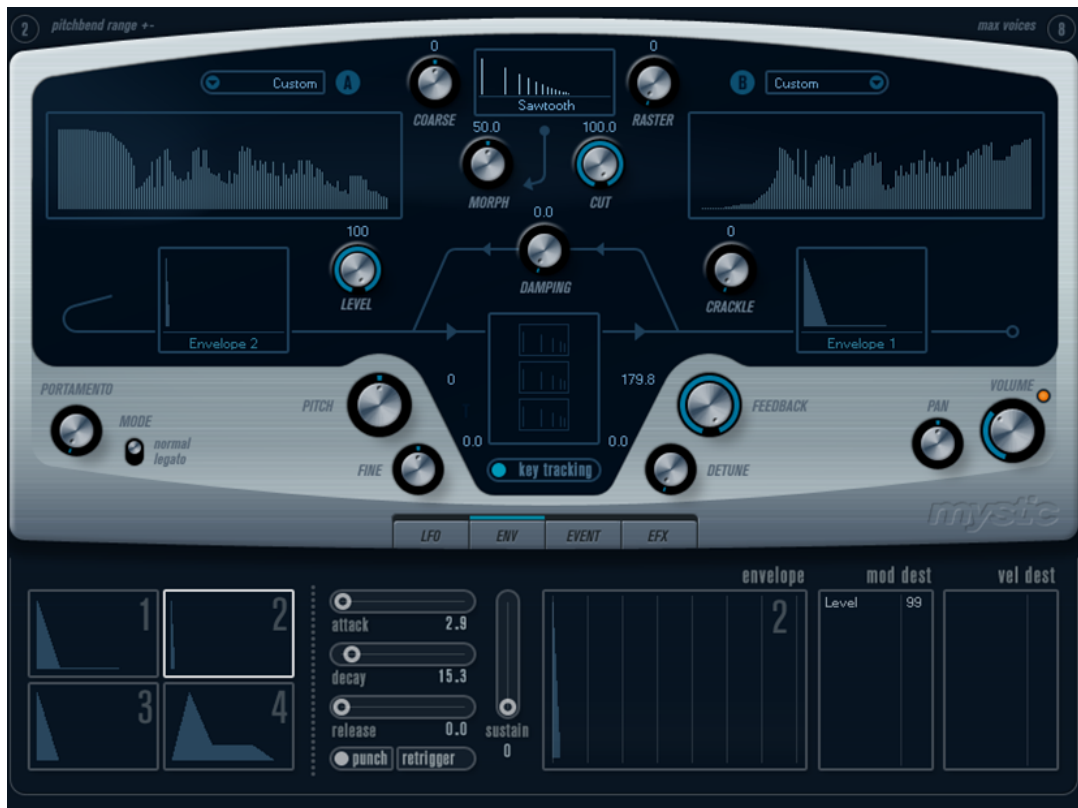 2 pitchbend range +-
max voices 8
0
0
Custom A
B Custom
Sawtooth
COARSE
RASTER
50.0
100.0
MORPH
CUT
0.0
100
0
DAMPING
LEVEL
CRACKLE
Envelope 2
Envelope 1
PORTAMENTO
0
179.8
VOLUME
PITCH
FEEDBACK
PAN
MODE
normal
legato
0.0
0.0
FINE
key tracking
DETUNE
mystic
LFO
ENV
EVENT
EFX
envelope
mod dest
vel dest
1
2
3
4
attack 2.9
decay 15.3
release 0.0
punch
retrigger
sustain
0
2
Level 99